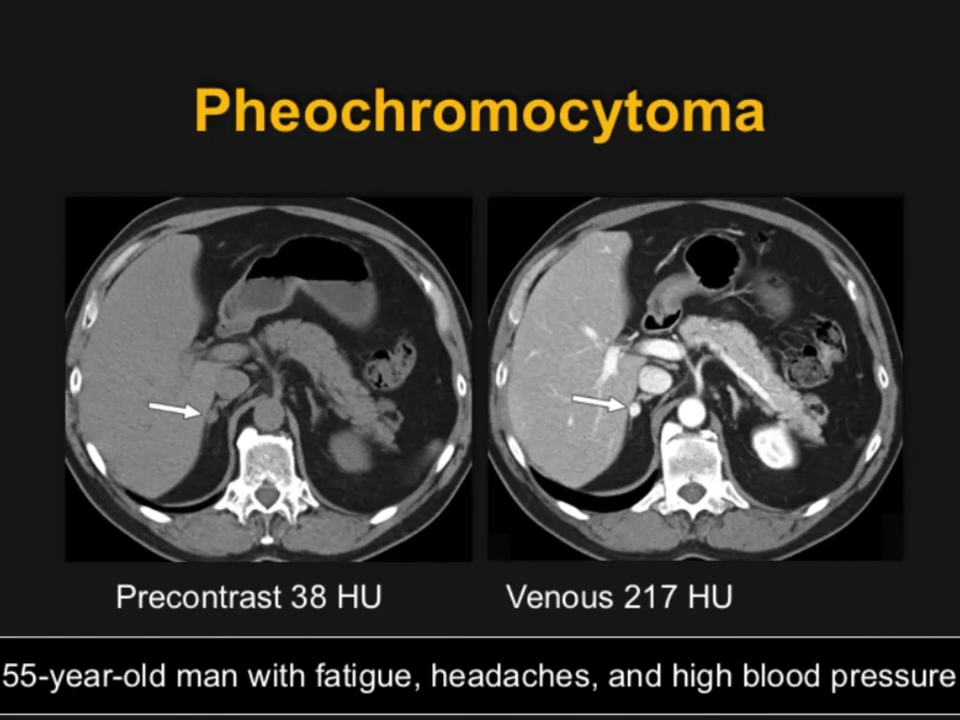 Pheochromocytoma
Precontrast 38 HU
Venous 217 HU
55-year-old man with fatigue, headaches, and high blood pressure